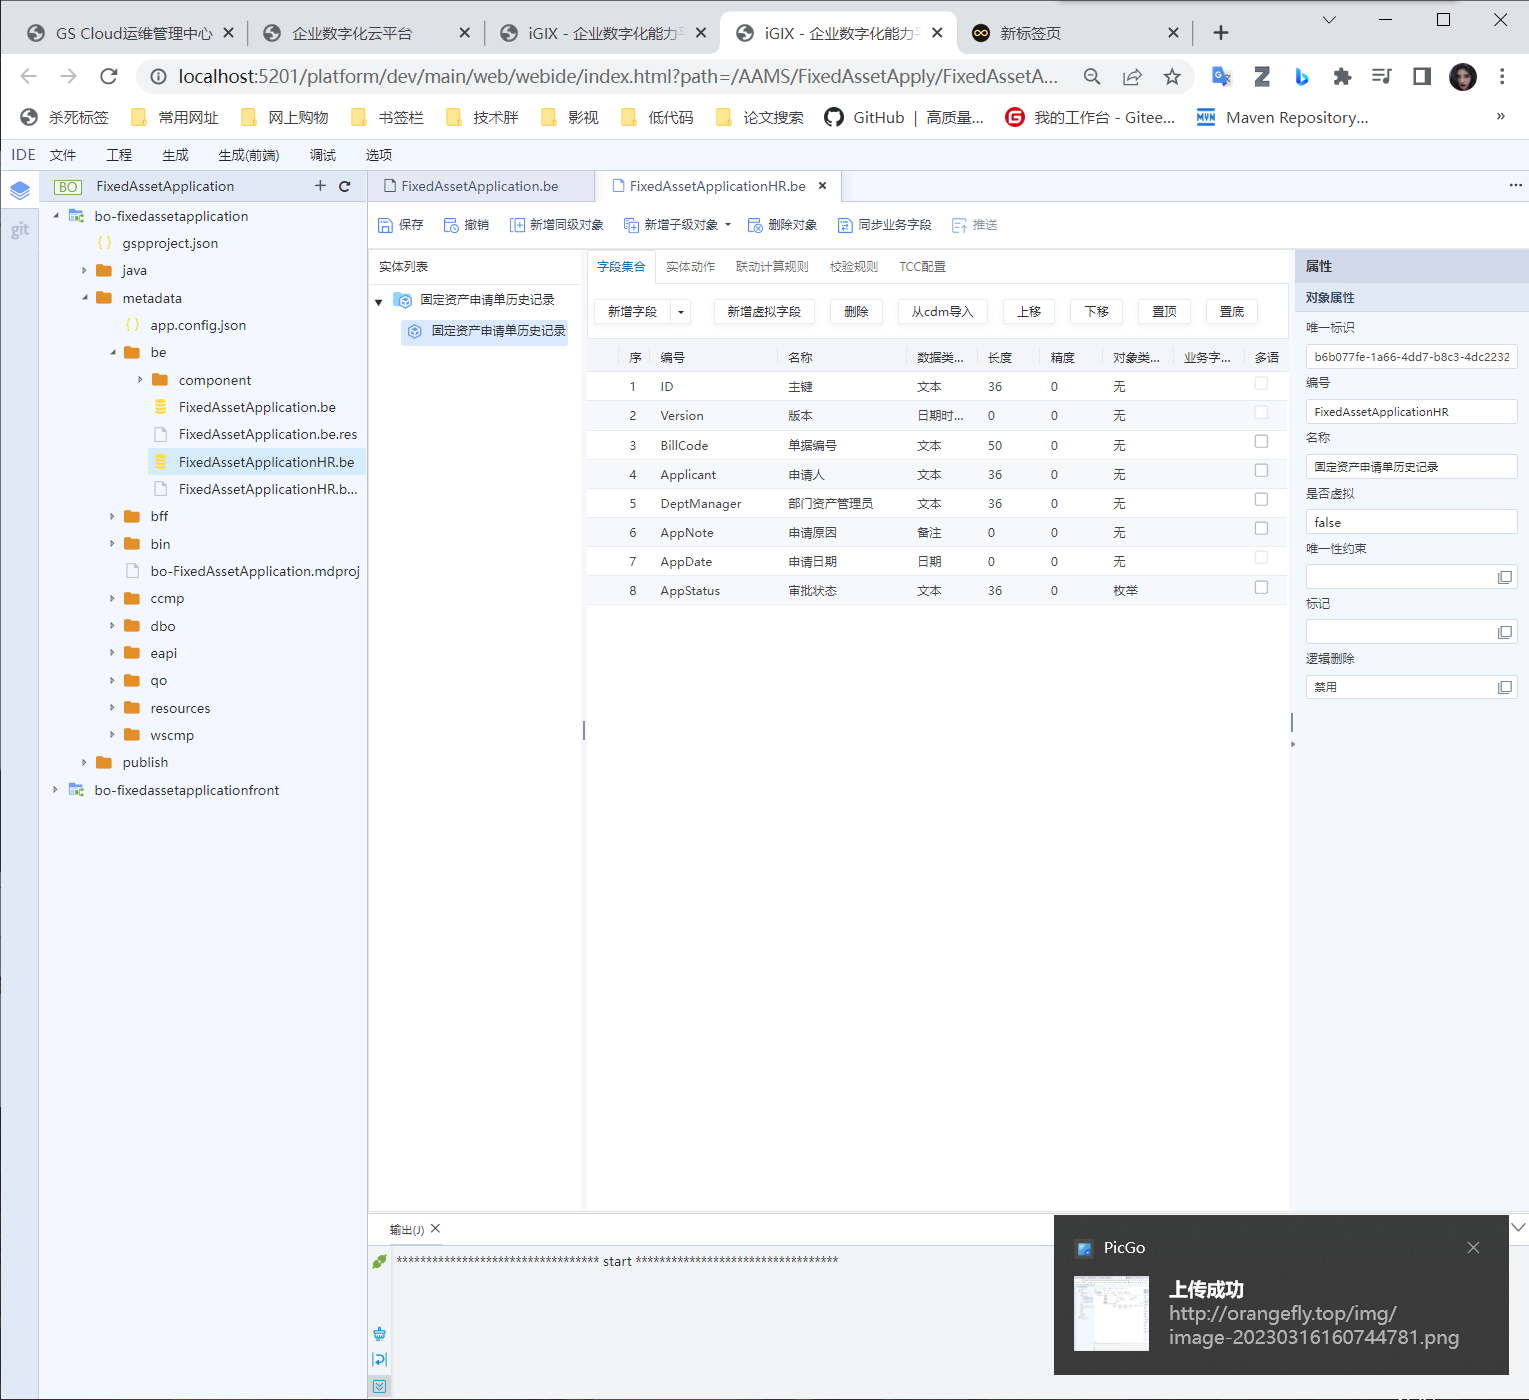 GS Cloud运维管理中心
企业数字化云平台
iGIX - 企业数字化能力平
iGIX - 企业数字化能力平
新标签页
localhost:5201/platform/dev/main/web/webide/index.html?path=/AAMS/FixedAssetApply/FixedAssetA...
杀死标签
常用网址
网上购物
书签栏
技术胖
影视
低代码
论文搜索
GitHub
高质量...
我的工作台 - Gitee...
Maven Repository...
»
IDE 文件 工程 生成 生成(前端) 调试 选项
BO FixedAssetApplication
FixedAssetApplication.be
FixedAssetApplicationHR.be
git
bo-fixedassetapplication
gspproject.json
java
metadata
app.config.json
be
component
FixedAssetApplication.be
FixedAssetApplication.be.res
FixedAssetApplicationHR.be
FixedAssetApplicationHR.b...
bff
bin
bo-FixedAssetApplication.mdproj
ccmp
dbo
eapi
qo
resources
wscmp
publish
bo-fixedassetapplicationfront
保存 撤销 新增同级对象 新增子级对象 删除对象 同步业务字段 推送
实体列表
固定资产申请单历史记录
固定资产申请单历史记录
字段集合 实体动作 联动计算规则 校验规则 TCC配置
新增字段 新增虚拟字段 删除 从cdm导入 上移 下移 置顶 置底
序 编号 名称 数据类... 长度 精度 对象类... 业务字... 多语
1 ID 主键 文本 36 0 无
2 Version 版本 日期时... 0 0 无
3 BillCode 单据编号 文本 50 0 无
4 Applicant 申请人 文本 36 0 无
5 DeptManager 部门资产管理员 文本 36 0 无
6 AppNote 申请原因 备注 0 0 无
7 AppDate 申请日期 日期 0 0 无
8 AppStatus 审批状态 文本 36 0 枚举
属性
对象属性
唯一标识
b6b077fe-1a66-4dd7-b8c3-4dc2232
编号
FixedAssetApplicationHR
名称
固定资产申请单历史记录
是否虚拟
false
唯一性约束
标记
逻辑删除
禁用
输出(J)
********************************** start **********************************
PicGo
上传成功
http://orangefly.top/img/
image-20230316160744781.png